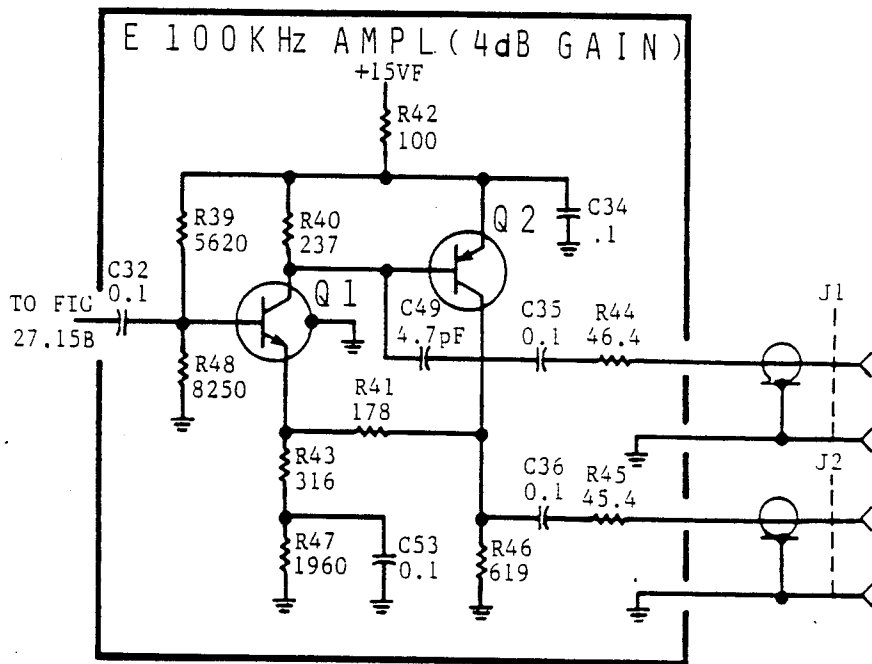 E 100KHz AMPL(4dB GAIN)
+15VF
R42
100
R39
5620
R40
237
Q2
C34
.1
C32
0.1
Q1
TO FIG
27.15B
C49
4.7pF
C35
0.1
R44
46.4
J1
R48
8250
R41
178
R43
316
C36
0.1
R45
45.4
J2
R47
1960
C53
0.1
R46
619